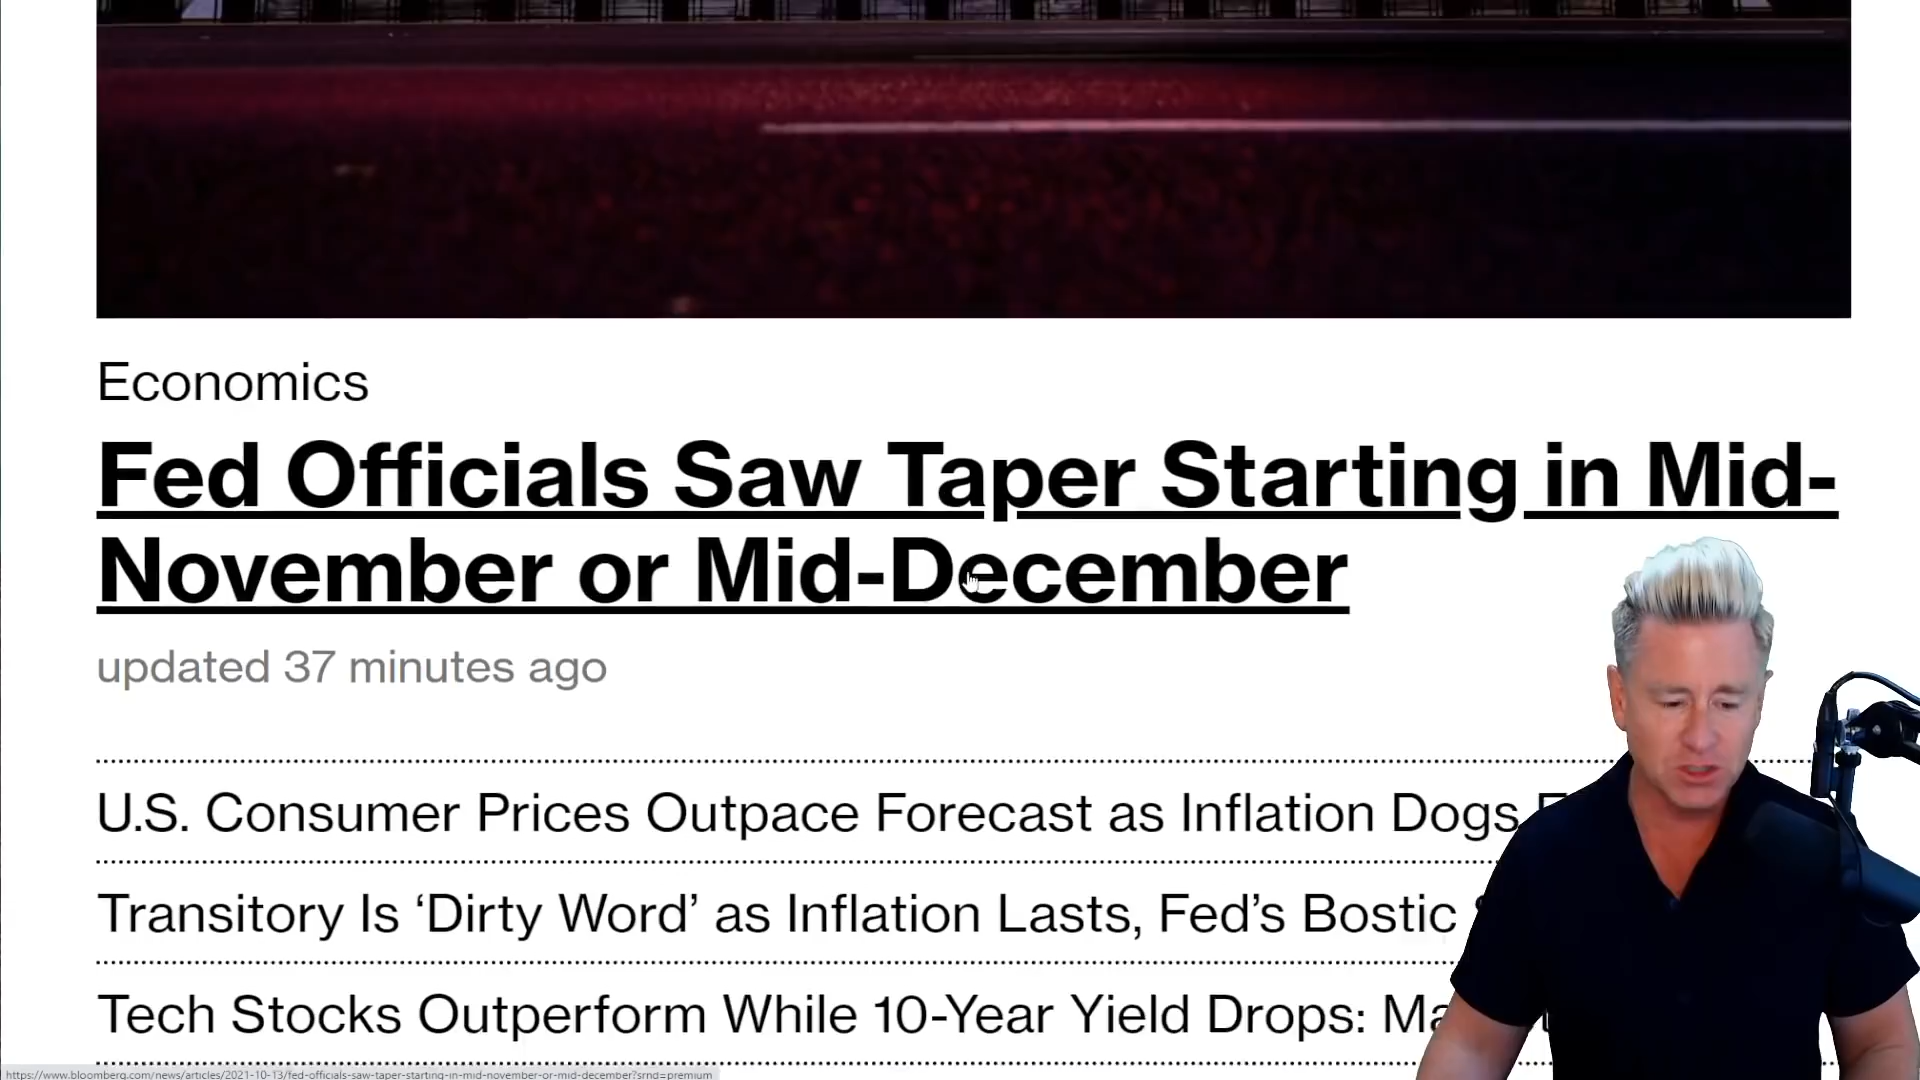 Economics
Fed Officials Saw Taper Starting in Mid-
November or Mid-December
updated 37 minutes ago
U.S. Consumer Prices Outpace Forecast as Inflation Dogs
Transitory Is ‘Dirty Word’ as Inflation Lasts, Fed’s Bostic
Tech Stocks Outperform While 10-Year Yield Drops:
https://www.bloomberg.com/news/articles/2021-10-13/fed-officials-saw-taper-starting-in-mid-november-or-mid-december?srnd=premium